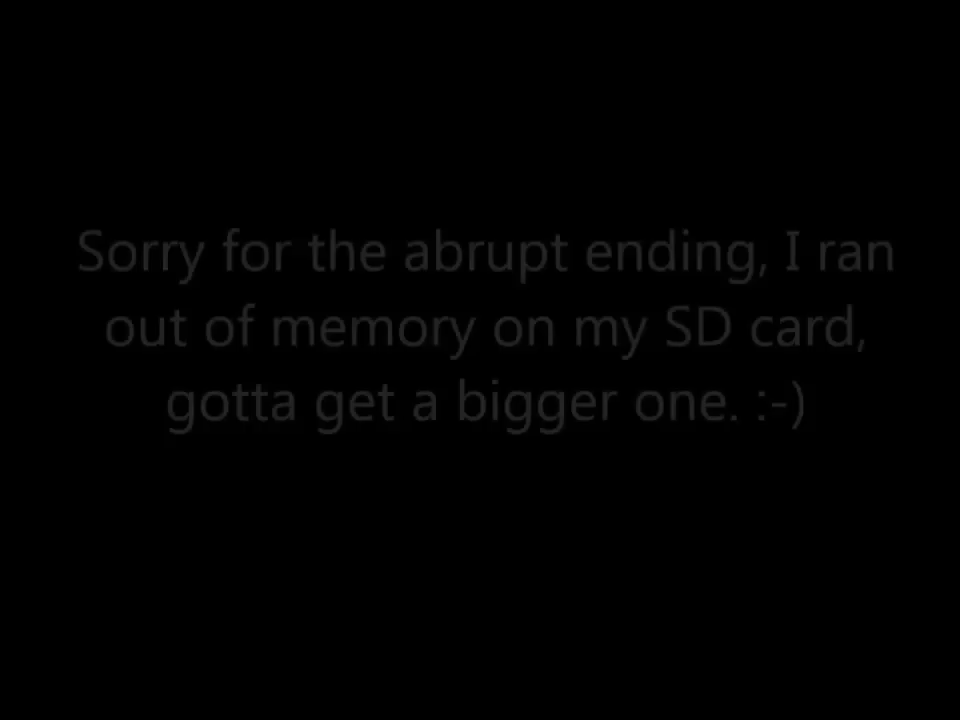 Sorry for the abrupt ending, I ran
out of memory on my SD card,
gotta get a bigger one. :-)